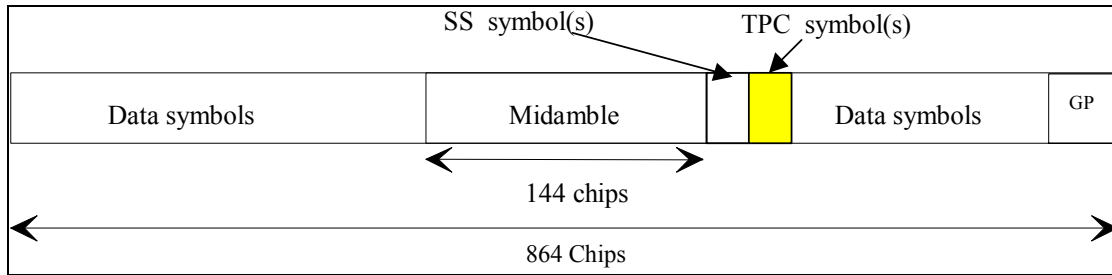 SS symbol(s)
TPC symbol(s)
Data symbols
Midamble
Data symbols
GP
144 chips
864 Chips